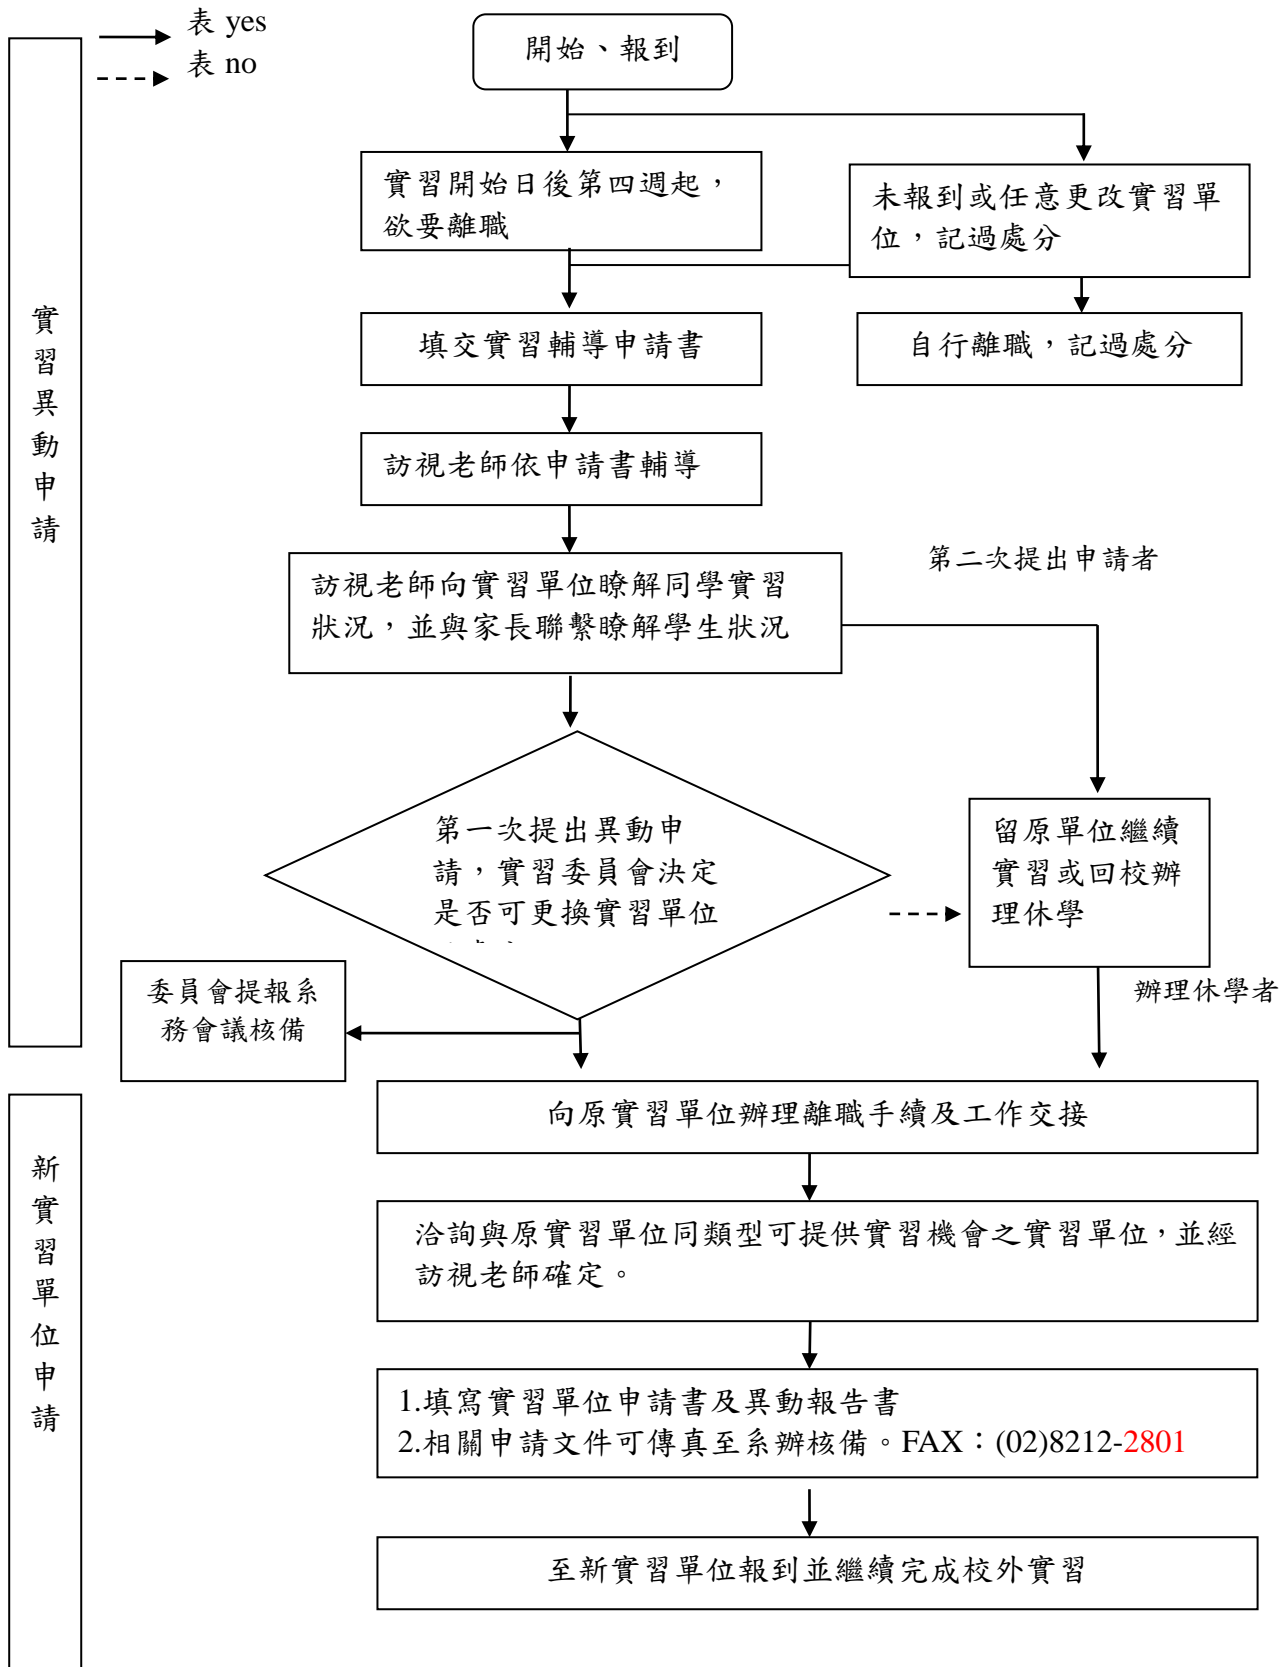 表 yes
表 no
開始、報到
實習開始日後第四週起，
欲要離職
未報到或任意更改實習單
位，記過處分
填交實習輔導申請書
自行離職，記過處分
實習異動申請
訪視老師依申請書輔導
第二次提出申請者
訪視老師向實習單位瞭解同學實習
狀況，並與家長聯繫瞭解學生狀況
第一次提出異動申
請，實習委員會決定
是否可更換實習單位
留原單位繼續
實習或回校辦
理休學
委員會提報系
務會議核備
辦理休學者
向原實習單位辦理離職手續及工作交接
新實習單位申請
洽詢與原實習單位同類型可提供實習機會之實習單位，並經
訪視老師確定。
1.填寫實習單位申請書及異動報告書
2.相關申請文件可傳真至系辦核備。FAX：(02)8212-2801
至新實習單位報到並繼續完成校外實習